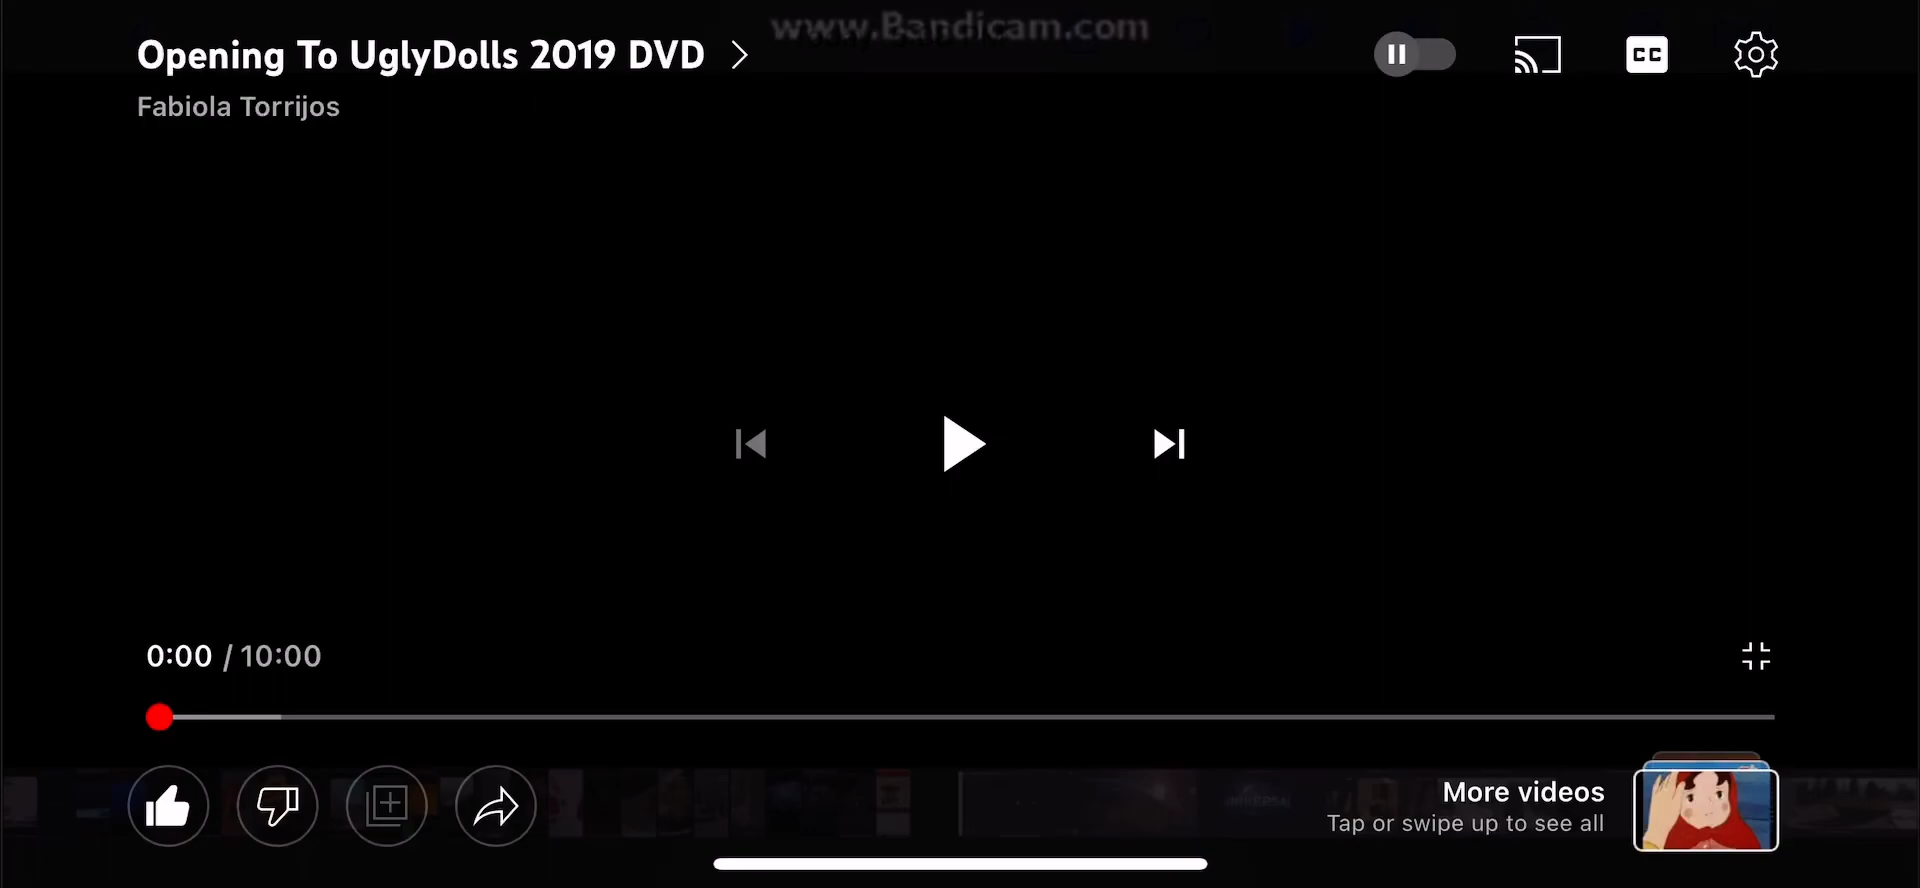 www.Bandicam.com
Opening To UglyDolls 2019 DVD
Fabiola Torrijos
CC
0:00 / 10:00
More videos
Tap or swipe up to see all